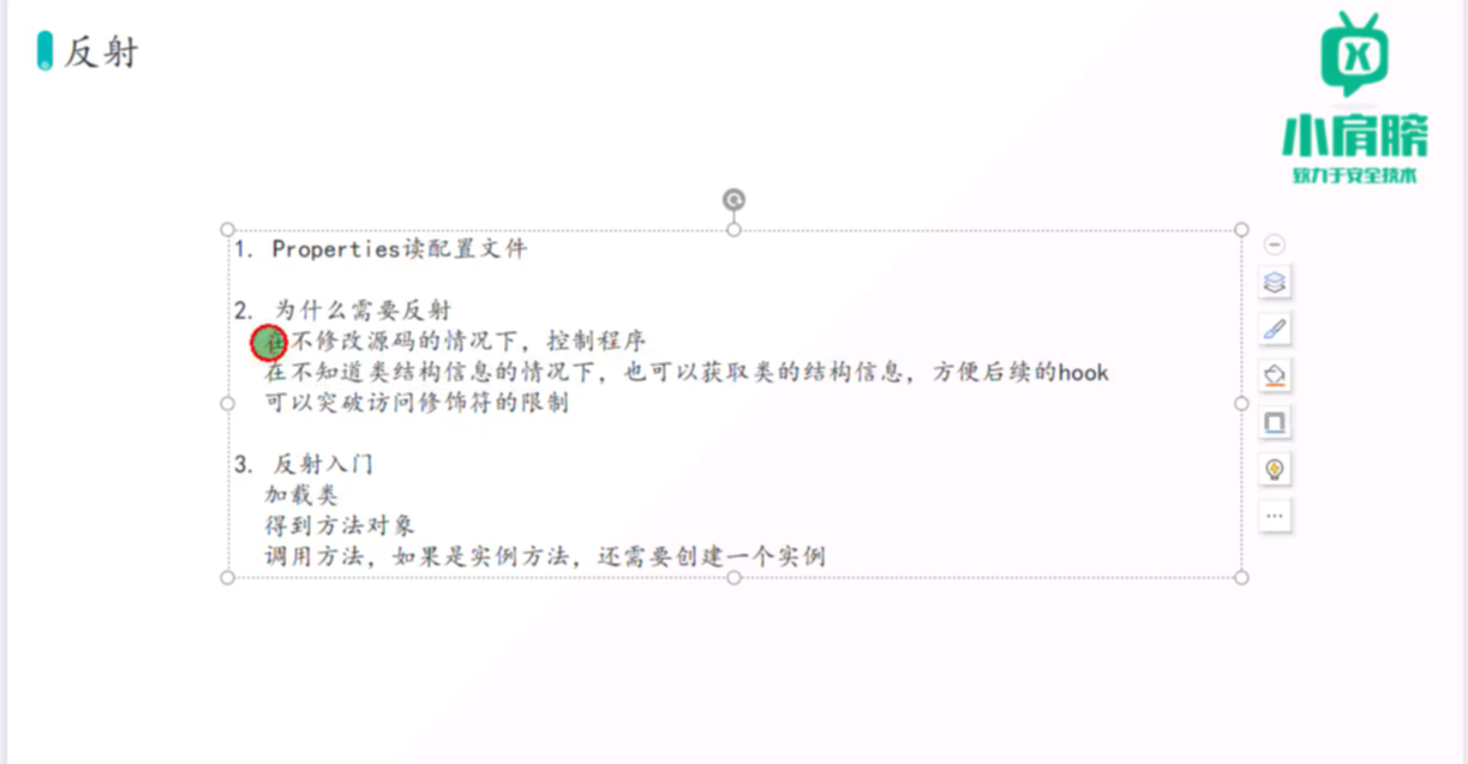 反射
小肩膀
致力于安全技术
1. Properties读配置文件
2. 为什么需要反射
在不修改源码的情况下，控制程序
在不知道类结构信息的情况下，也可以获取类的结构信息，方便后续的hook
可以突破访问修饰符的限制
3. 反射入门
加载类
得到方法对象
调用方法，如果是实例方法，还需要创建一个实例